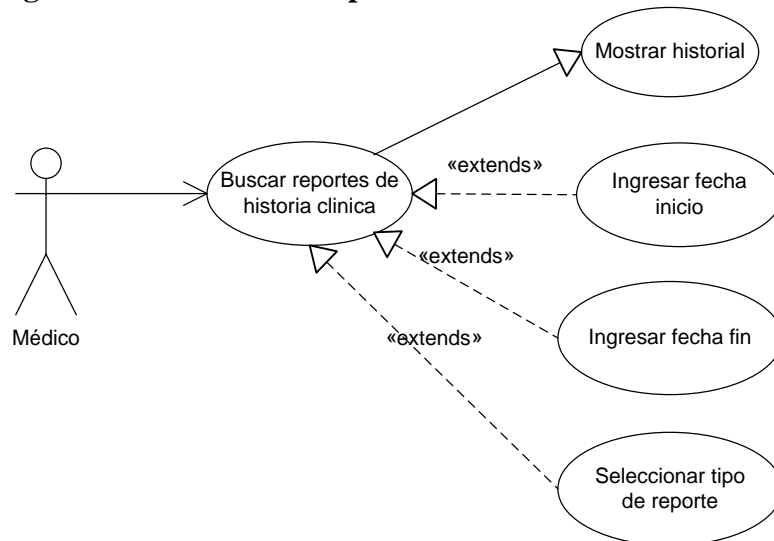 Mostrar historial
Buscar reportes de
historia clinica
«extends»
Ingresar fecha
inicio
«extends»
Médico
«extends»
Ingresar fecha fin
Seleccionar tipo
de reporte